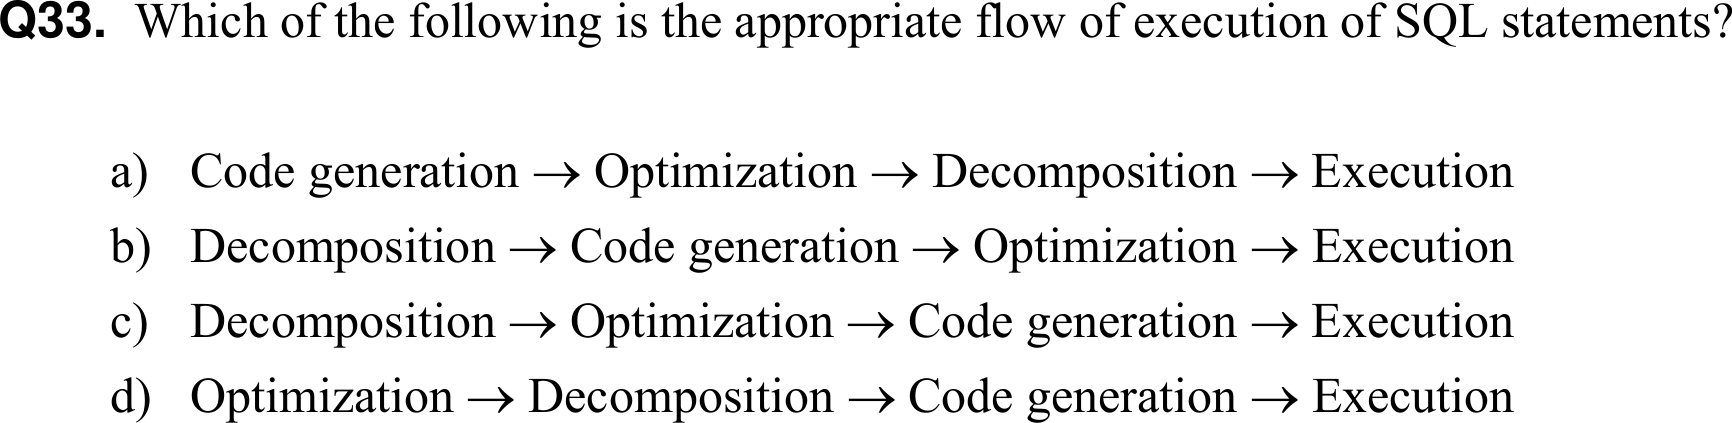 Q33. Which of the following is the appropriate flow of execution of SQL statements?
a) Code generation → Optimization → Decomposition → Execution
b) Decomposition → Code generation → Optimization → Execution
c) Decomposition → Optimization → Code generation → Execution
d) Optimization → Decomposition → Code generation → Execution